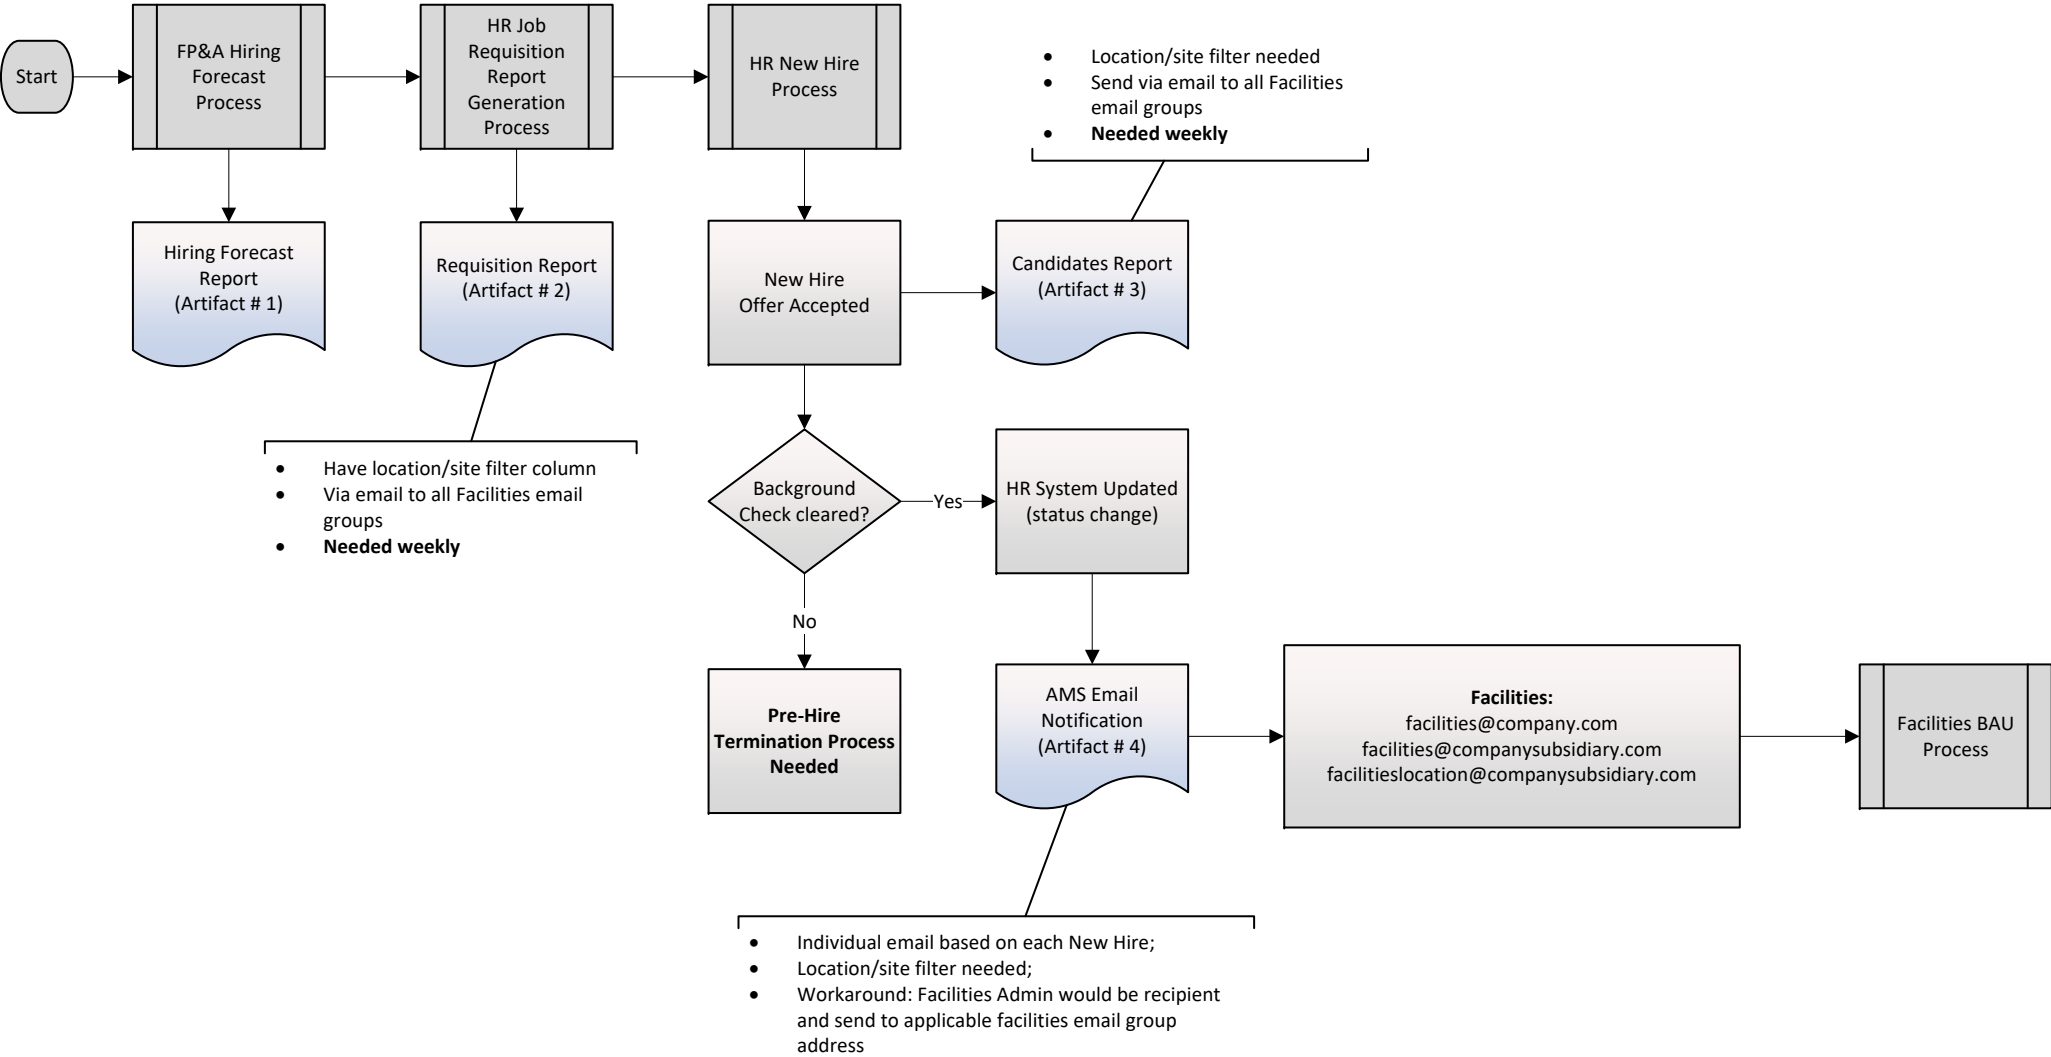 Start
FP&A Hiring
Forecast
Process
HR Job
Requisition
Report
Generation
Process
HR New Hire
Process
• Location/site filter needed
• Send via email to all Facilities
email groups
• Needed weekly
Hiring Forecast
Report
(Artifact # 1)
Requisition Report
(Artifact # 2)
New Hire
Offer Accepted
Candidates Report
(Artifact # 3)
• Have location/site filter column
• Via email to all Facilities email
groups
• Needed weekly
Background
Check cleared?
Yes
HR System Updated
(status change)
No
Pre-Hire
Termination Process
Needed
AMS Email
Notification
(Artifact # 4)
Facilities:
facilities@company.com
facilities@companysubsidiary.com
facilitieslocation@companysubsidiary.com
Facilities BAU
Process
• Individual email based on each New Hire;
• Location/site filter needed;
• Workaround: Facilities Admin would be recipient
and send to applicable facilities email group
address